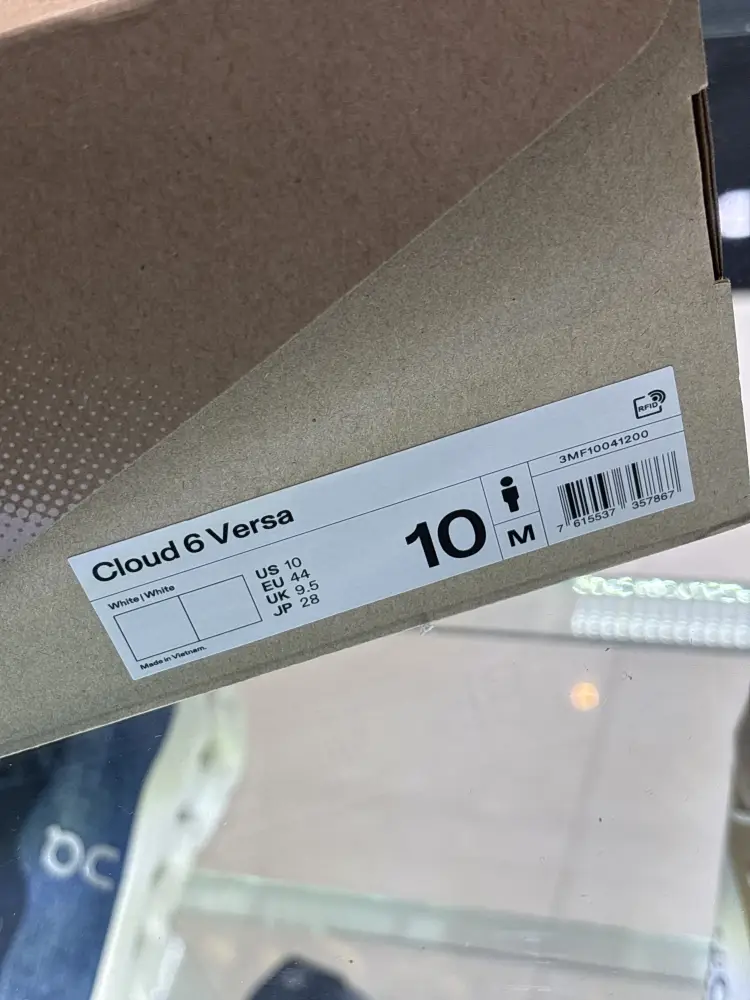 RFID
3MF10041200
7 615537 357867
Cloud 6 Versa
White | White
Made in Vietnam.
US 10
EU 44
UK 9.5
JP 28
10
M